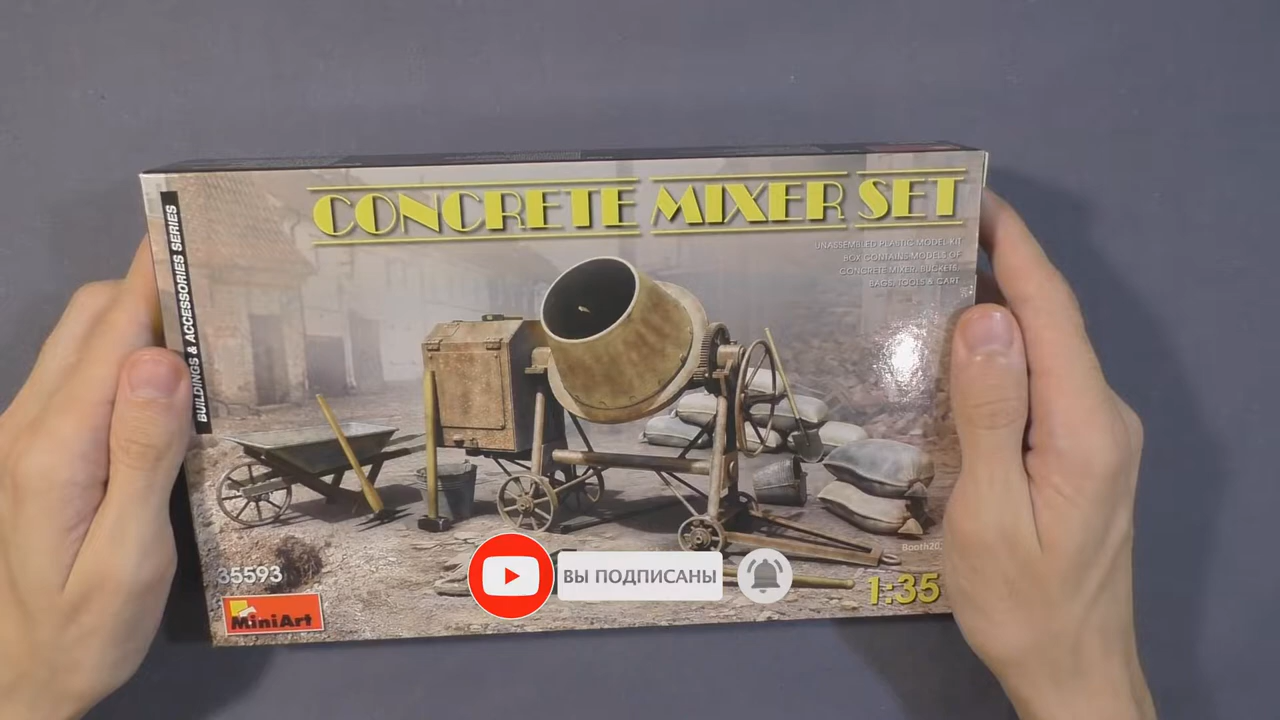 CONCRETE MIXER SET
UNASSEMBLED PLASTIC MODEL KIT
BOX CONTAINS MODELS OF
CONCRETE MIXER, BUCKETS,
BAGS, TOOLS & CART
BUILDINGS & ACCESSORIES SERIES
Booth20
ВЫ ПОДПИСАНЫ
35593
1:35
MiniArt